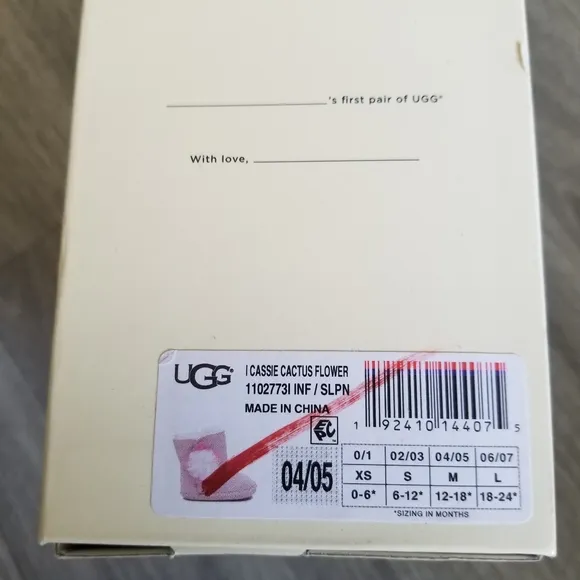 's first pair of UGG®
With love,
UGG®
I CASSIE CACTUS FLOWER
1102773I INF / SLPN
MADE IN CHINA
04/05
1 92410 14407 5
0/1 02/03 04/05 06/07
XS S M L
0-6* 6-12* 12-18* 18-24*
*SIZING IN MONTHS